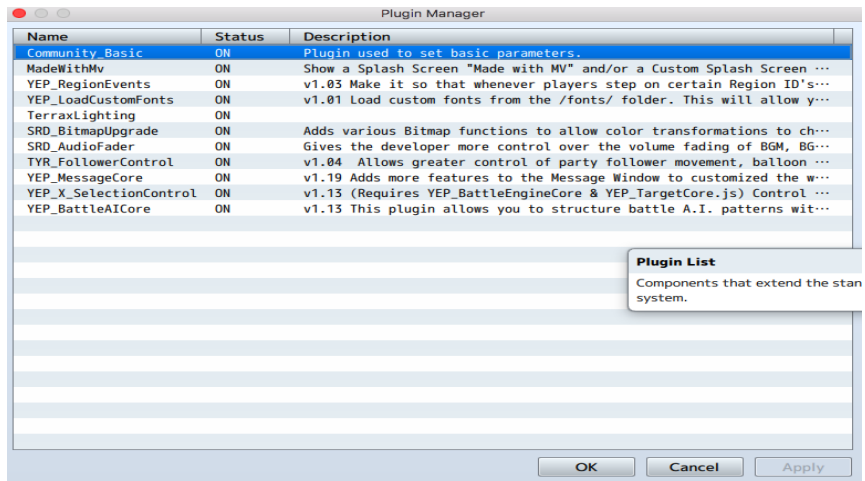 Plugin Manager
Name Status Description
Community_Basic ON Plugin used to set basic parameters.
MadeWithMv ON Show a Splash Screen "Made with MV" and/or a Custom Splash Screen ···
YEP_RegionEvents ON v1.03 Make it so that whenever players step on certain Region ID's···
YEP_LoadCustomFonts ON v1.01 Load custom fonts from the /fonts/ folder. This will allow y···
TerraxLighting ON
SRD_BitmapUpgrade ON Adds various Bitmap functions to allow color transformations to ch···
SRD_AudioFader ON Gives the developer more control over the volume fading of BGM, BG···
TYR_FollowerControl ON v1.04  Allows greater control of party follower movement, balloon ···
YEP_MessageCore ON v1.19 Adds more features to the Message Window to customized the w···
YEP_X_SelectionControl ON v1.13 (Requires YEP_BattleEngineCore & YEP_TargetCore.js) Control ···
YEP_BattleAICore ON v1.13 This plugin allows you to structure battle A.I. patterns wit···
Plugin List
Components that extend the stan
system.
OK Cancel Apply